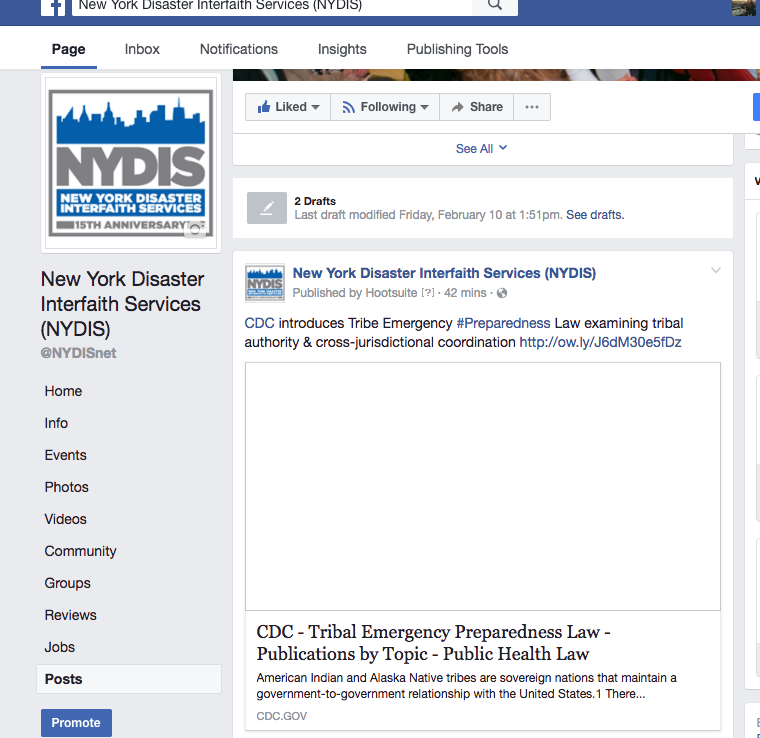 New York Disaster Interfaith Services (NYDIS)
Page Inbox Notifications Insights Publishing Tools
NYDIS
NEW YORK DISASTER
INTERFAITH SERVICES
15TH ANNIVERSARY
Liked Following Share
See All
2 Drafts
Last draft modified Friday, February 10 at 1:51pm. See drafts.
New York Disaster
Interfaith Services
(NYDIS)
@NYDISnet
Home
Info
Events
Photos
Videos
Community
Groups
Reviews
Jobs
Posts
Promote
NYDIS
NEW YORK DISASTER
INTERFAITH SERVICES
New York Disaster Interfaith Services (NYDIS)
Published by Hootsuite [?] · 42 mins ·
CDC introduces Tribe Emergency #Preparedness Law examining tribal
authority & cross-jurisdictional coordination http://ow.ly/J6dM30e5fDz
CDC - Tribal Emergency Preparedness Law -
Publications by Topic - Public Health Law
American Indian and Alaska Native tribes are sovereign nations that maintain a
government-to-government relationship with the United States.1 There...
CDC.GOV